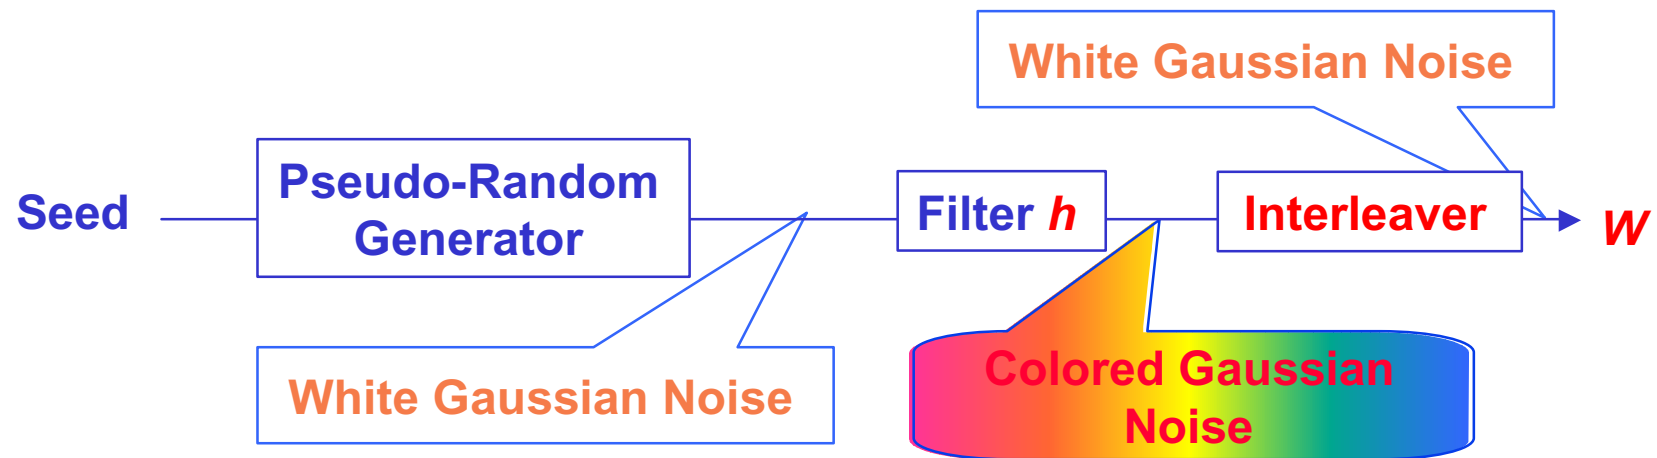 White Gaussian Noise
Seed
Pseudo-Random
Generator
Filter h
Interleaver
W
White Gaussian Noise
Colored Gaussian
Noise